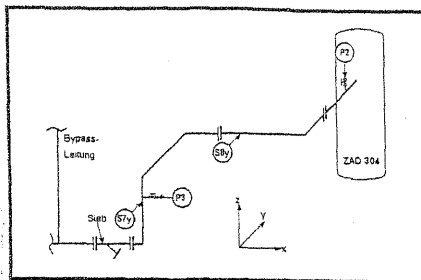 P2
Bypass-
Leitung
S8y
ZAD 304
Sieb
S7y
P3
z
Y
x